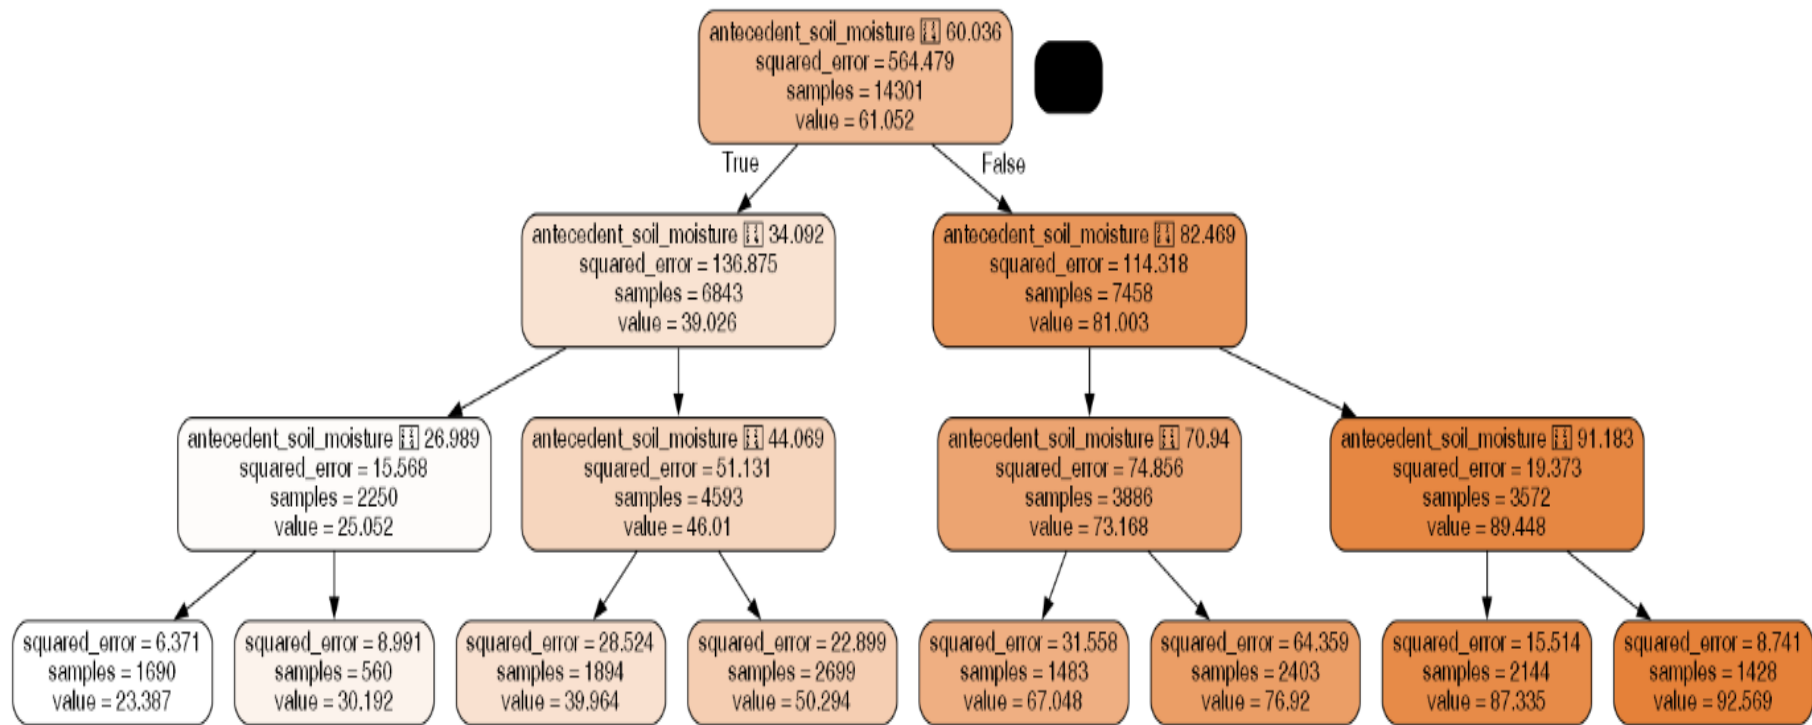 antecedent_soil_moisture 60.036
squared_error = 564.479
samples = 14301
value = 61.052
True
False
antecedent_soil_moisture 34.092
squared_error = 136.875
samples = 6843
value = 39.026
antecedent_soil_moisture 82.469
squared_error = 114.318
samples = 7458
value = 81.003
antecedent_soil_moisture 26.989
squared_error = 15.568
samples = 2250
value = 25.052
antecedent_soil_moisture 44.069
squared_error = 51.131
samples = 4593
value = 46.01
antecedent_soil_moisture 70.94
squared_error = 74.856
samples = 3886
value = 73.168
antecedent_soil_moisture 91.183
squared_error = 19.373
samples = 3572
value = 89.448
squared_error = 6.371
samples = 1690
value = 23.387
squared_error = 8.991
samples = 560
value = 30.192
squared_error = 28.524
samples = 1894
value = 39.964
squared_error = 22.899
samples = 2699
value = 50.294
squared_error = 31.558
samples = 1483
value = 67.048
squared_error = 64.359
samples = 2403
value = 76.92
squared_error = 15.514
samples = 2144
value = 87.335
squared_error = 8.741
samples = 1428
value = 92.569